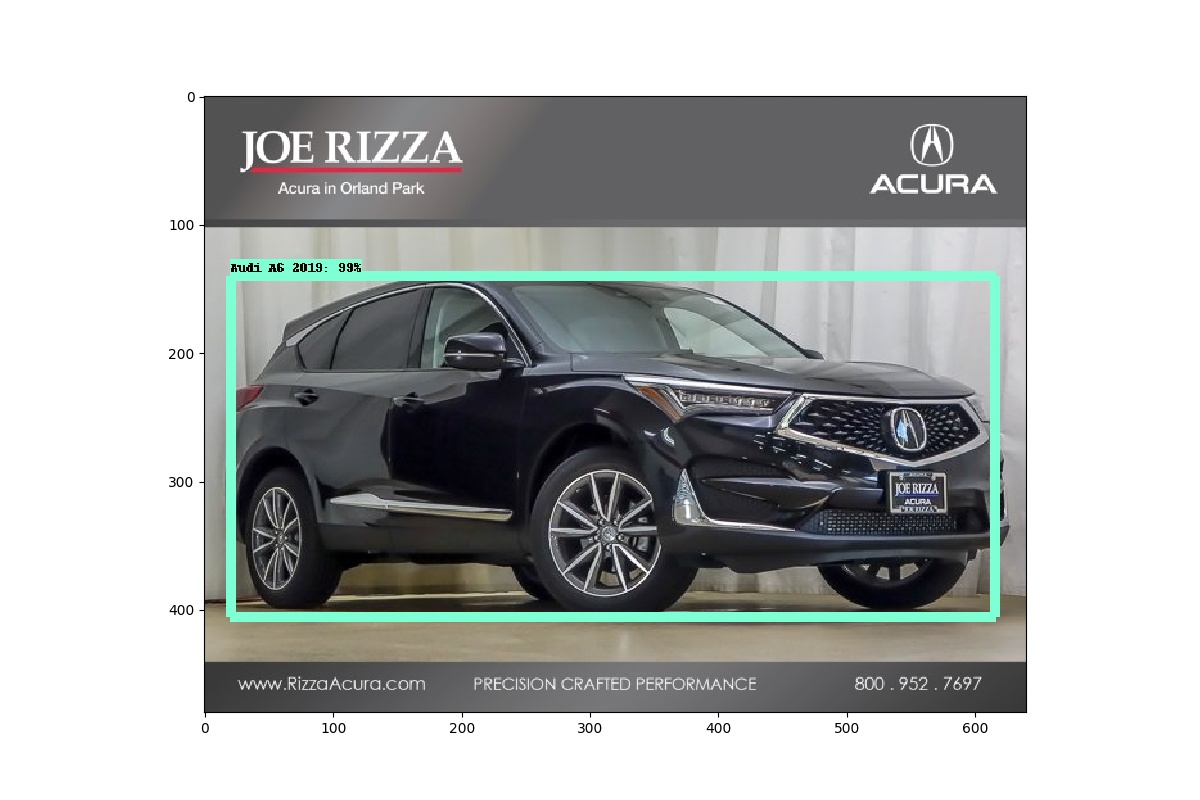 0
JOE RIZZA
Acura in Orland Park
ACURA
100
Audi A6 2019: 99%
200
300
JOE RIZZA
ACURA
400
www.RizzaAcura.com
PRECISION CRAFTED PERFORMANCE
800 . 952 . 7697
0 100 200 300 400 500 600